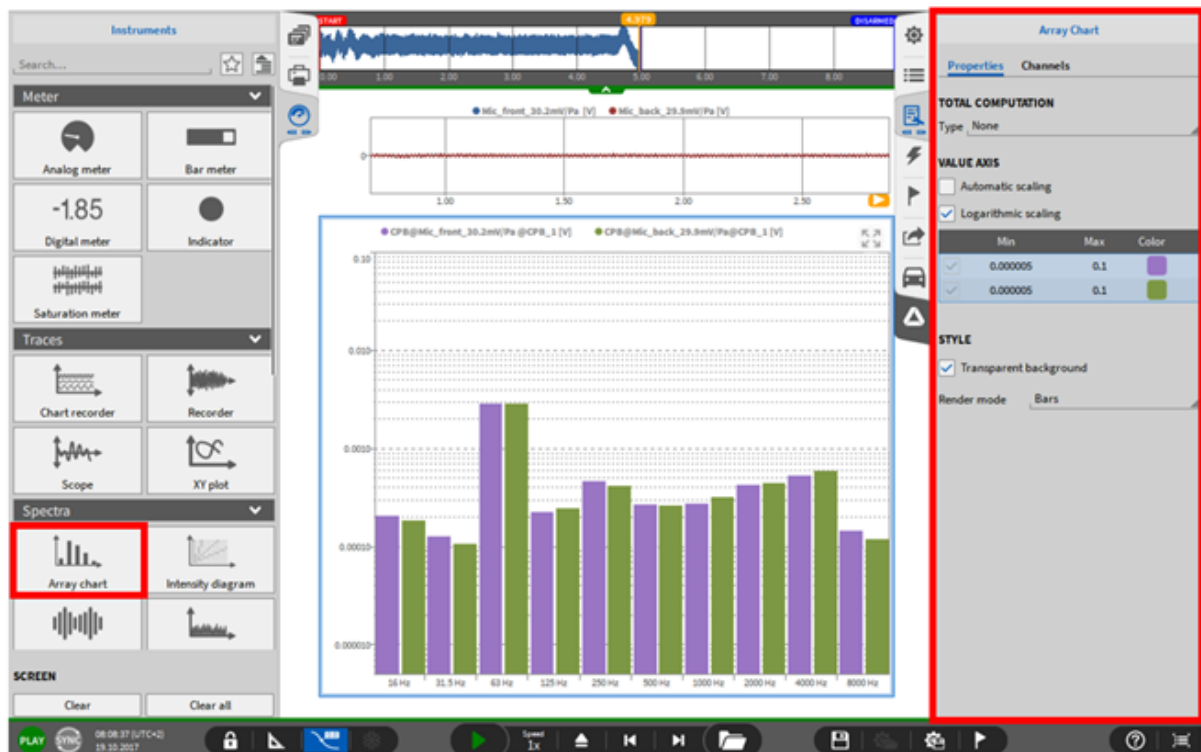 Instruments
Search...
Meter
Analog meter
Bar meter
-1.85
Digital meter
Indicator
Saturation meter
Traces
Chart recorder
Recorder
Scope
XY plot
Spectra
Array chart
Intensity diagram
SCREEN
Clear
Clear all
START
4.979
DISARMED
0.00 1.00 2.00 3.00 4.00 5.00 6.00 7.00 8.00
Mic_front_30.2mV/Pa [V] Mic_back_29.9mV/Pa [V]
0
1.00 1.50 2.00 2.50
CPB@Mic_front_30.2mV/Pa @CPB_1 [V] CPB@Mic_back_29.9mV/Pa@CPB_1 [V]
0.10
0.010
0.0010
0.00010
0.000010
16 Hz 31.5 Hz 63 Hz 125 Hz 250 Hz 500 Hz 1000 Hz 2000 Hz 4000 Hz 8000 Hz
Array Chart
Properties Channels
TOTAL COMPUTATION
Type None
VALUE AXIS
Automatic scaling
Logarithmic scaling
Min Max Color
0.000005 0.1
0.000005 0.1
STYLE
Transparent background
Render mode Bars
PLAY
SYNC
08:08:37 (UTC+2)
19.10.2017
Speed
1x